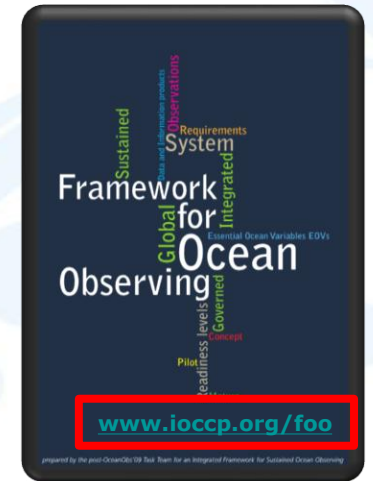 Sustained
Data and Information products
Observations
Requirements
System
Framework
for
Integrated
Global
Essential Ocean Variables EOVs
Ocean
Observing
Governed
Readiness levels
Concept
Pilot
www.ioccp.org/foo
prepared by the post-OceanObs'09 Task Team for an Integrated Framework for Sustained Ocean Observing